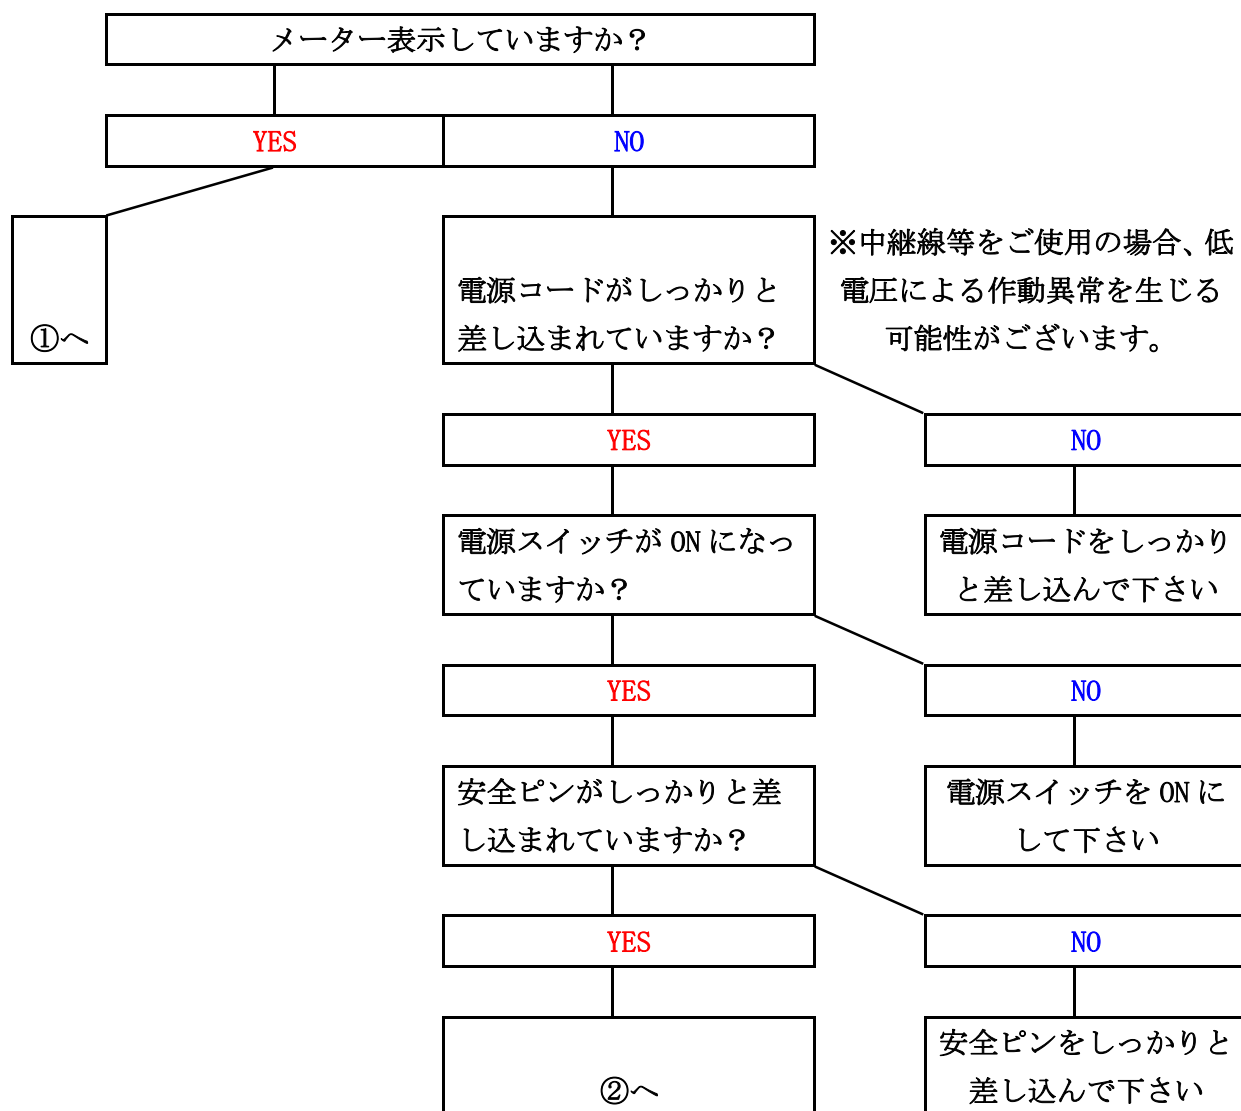 メーター表示していますか？
YES
NO
※中継線等をご使用の場合、低
電圧による作動異常を生じる
可能性がございます。
①へ
電源コードがしっかりと
差し込まれていますか？
YES
NO
電源スイッチが ON になっ
ていますか？
電源コードをしっかり
と差し込んで下さい
YES
NO
安全ピンがしっかりと差
し込まれていますか？
電源スイッチを ON に
して下さい
YES
NO
②へ
安全ピンをしっかりと
差し込んで下さい